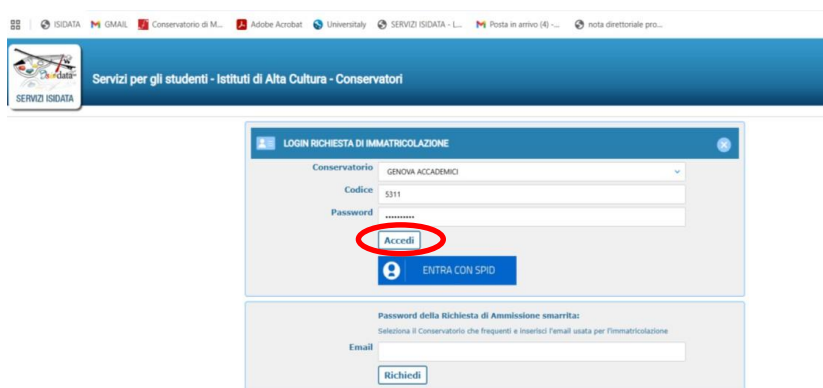 ISIDATA GMAIL Conservatorio di M... Adobe Acrobat Universitaly SERVIZI ISIDATA - L... Posta in arrivo (4) -... nota direttoriale pro...
Isidata
SERVIZI ISIDATA
Servizi per gli studenti - Istituti di Alta Cultura - Conservatori
LOGIN RICHIESTA DI IMMATRICOLAZIONE
Conservatorio GENOVA ACCADEMICI
Codice 5311
Password ..........
Accedi
ENTRA CON SPID
Password della Richiesta di Ammissione smarrita:
Seleziona il Conservatorio che frequenti e inserisci l'email usata per l'immatricolazione
Email
Richiedi